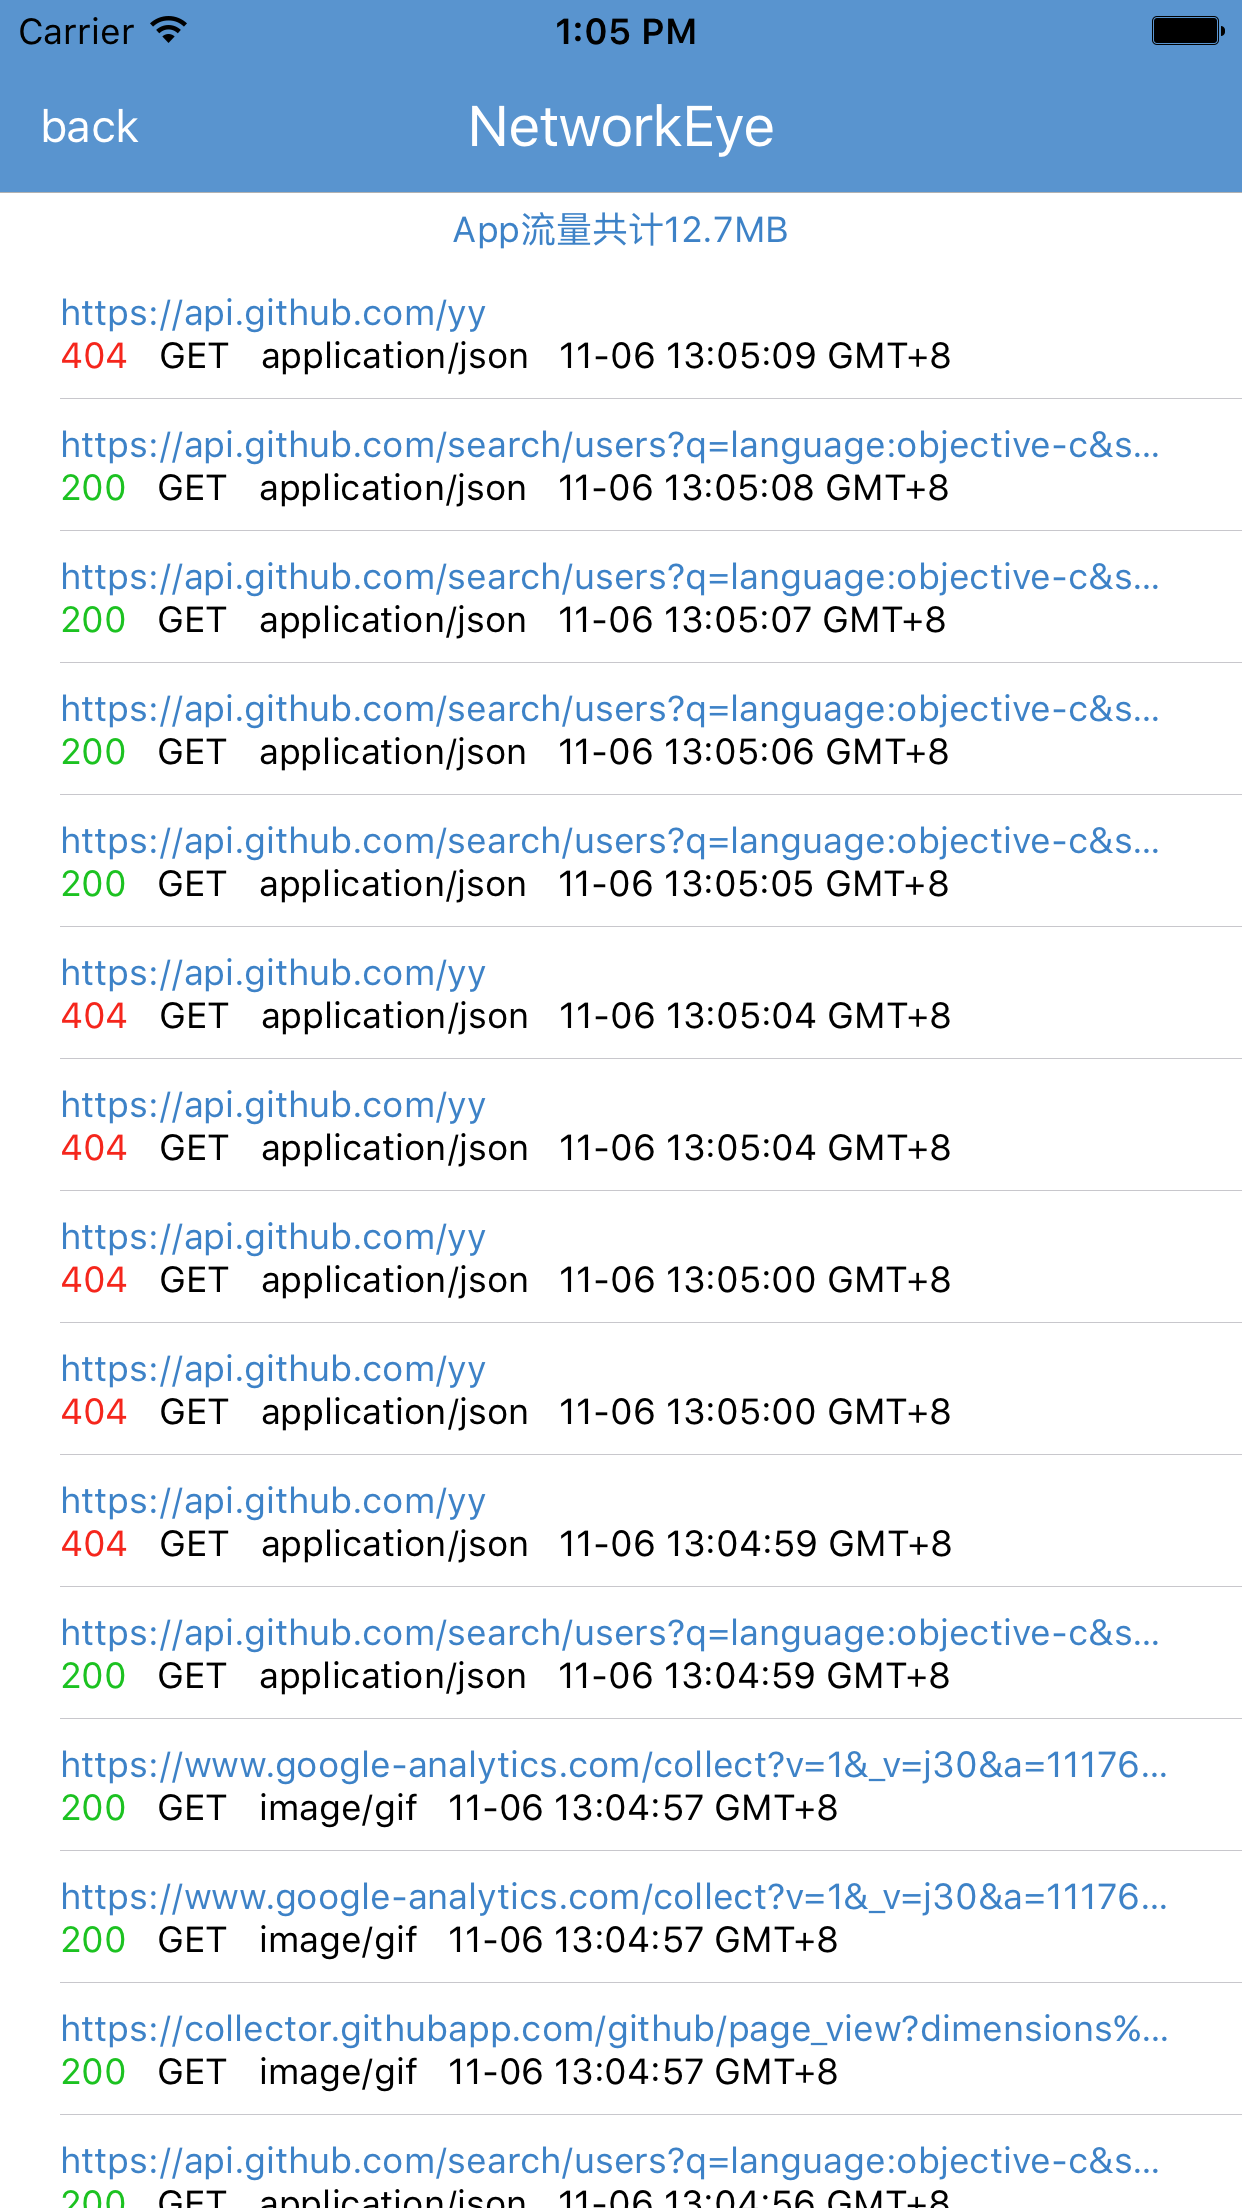 Carrier 1:05 PM
back NetworkEye
App流量共计12.7MB
https://api.github.com/yy
404 GET application/json 11-06 13:05:09 GMT+8
https://api.github.com/search/users?q=language:objective-c&s...
200 GET application/json 11-06 13:05:08 GMT+8
https://api.github.com/search/users?q=language:objective-c&s...
200 GET application/json 11-06 13:05:07 GMT+8
https://api.github.com/search/users?q=language:objective-c&s...
200 GET application/json 11-06 13:05:06 GMT+8
https://api.github.com/search/users?q=language:objective-c&s...
200 GET application/json 11-06 13:05:05 GMT+8
https://api.github.com/yy
404 GET application/json 11-06 13:05:04 GMT+8
https://api.github.com/yy
404 GET application/json 11-06 13:05:04 GMT+8
https://api.github.com/yy
404 GET application/json 11-06 13:05:00 GMT+8
https://api.github.com/yy
404 GET application/json 11-06 13:05:00 GMT+8
https://api.github.com/yy
404 GET application/json 11-06 13:04:59 GMT+8
https://api.github.com/search/users?q=language:objective-c&s...
200 GET application/json 11-06 13:04:59 GMT+8
https://www.google-analytics.com/collect?v=1&_v=j30&a=11176...
200 GET image/gif 11-06 13:04:57 GMT+8
https://www.google-analytics.com/collect?v=1&_v=j30&a=11176...
200 GET image/gif 11-06 13:04:57 GMT+8
https://collector.githubapp.com/github/page_view?dimensions%...
200 GET image/gif 11-06 13:04:57 GMT+8
https://api.github.com/search/users?q=language:objective-c&s...
200 GET application/json 11-06 13:04:56 GMT+8